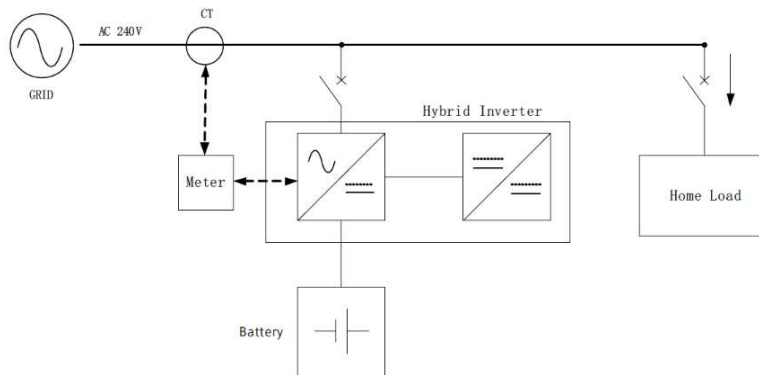 CT
AC 240V
GRID
Hybrid Inverter
Meter
Home Load
Battery